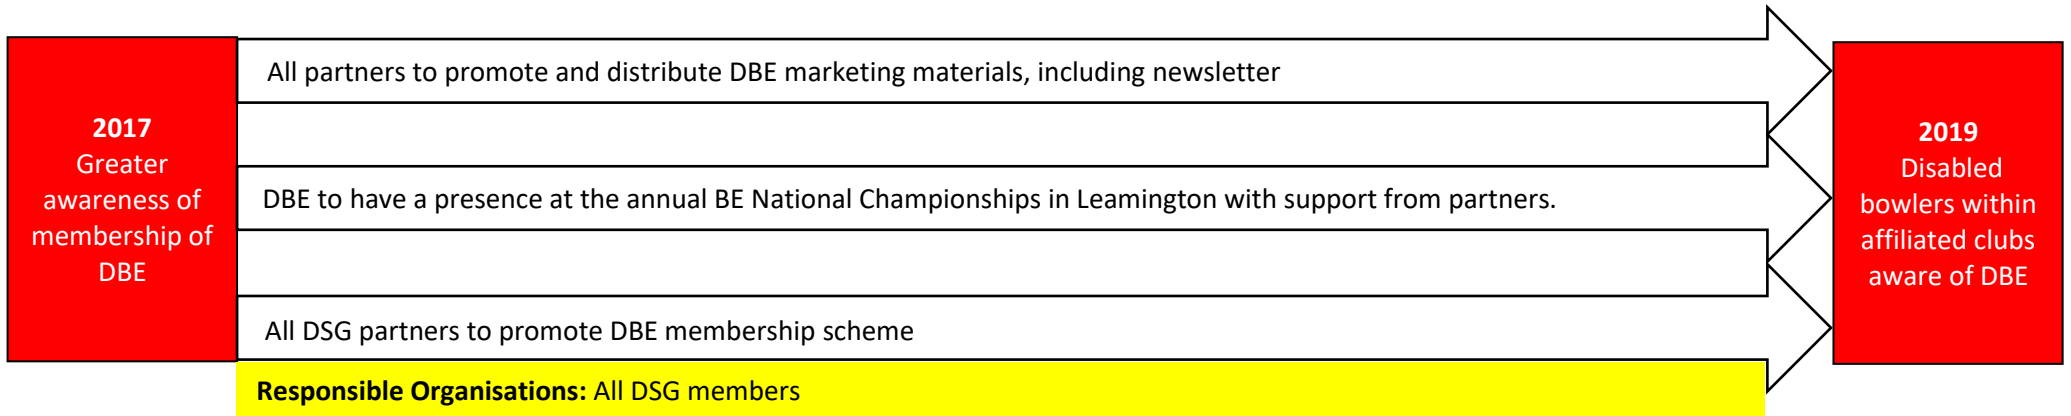 2017
Greater
awareness of
membership of
DBE
All partners to promote and distribute DBE marketing materials, including newsletter
DBE to have a presence at the annual BE National Championships in Leamington with support from partners.
All DSG partners to promote DBE membership scheme
Responsible Organisations: All DSG members
2019
Disabled
bowlers within
affiliated clubs
aware of DBE